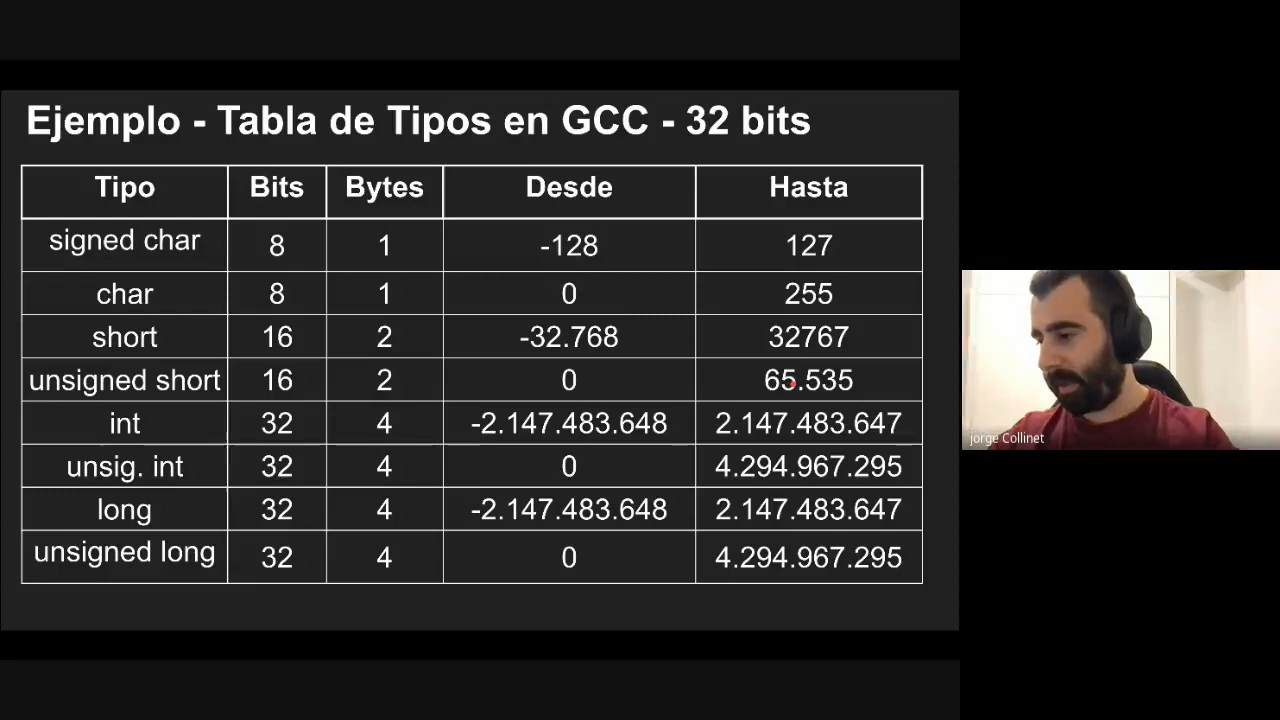 Ejemplo - Tabla de Tipos en GCC - 32 bits
Tipo Bits Bytes Desde Hasta
signed char 8 1 -128 127
char 8 1 0 255
short 16 2 -32.768 32767
unsigned short 16 2 0 65.535
int 32 4 -2.147.483.648 2.147.483.647
unsig. int 32 4 0 4.294.967.295
long 32 4 -2.147.483.648 2.147.483.647
unsigned long 32 4 0 4.294.967.295
jorge Collinet